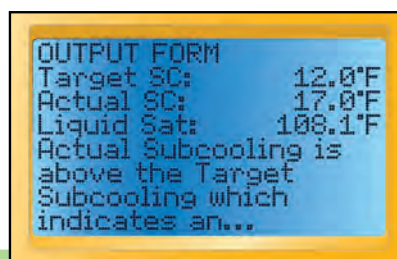 OUTPUT FORM
Target SC: 12.0°F
Actual SC: 17.0°F
Liquid Sat: 108.1°F
Actual Subcooling is
above the Target
Subcooling which
indicates an...